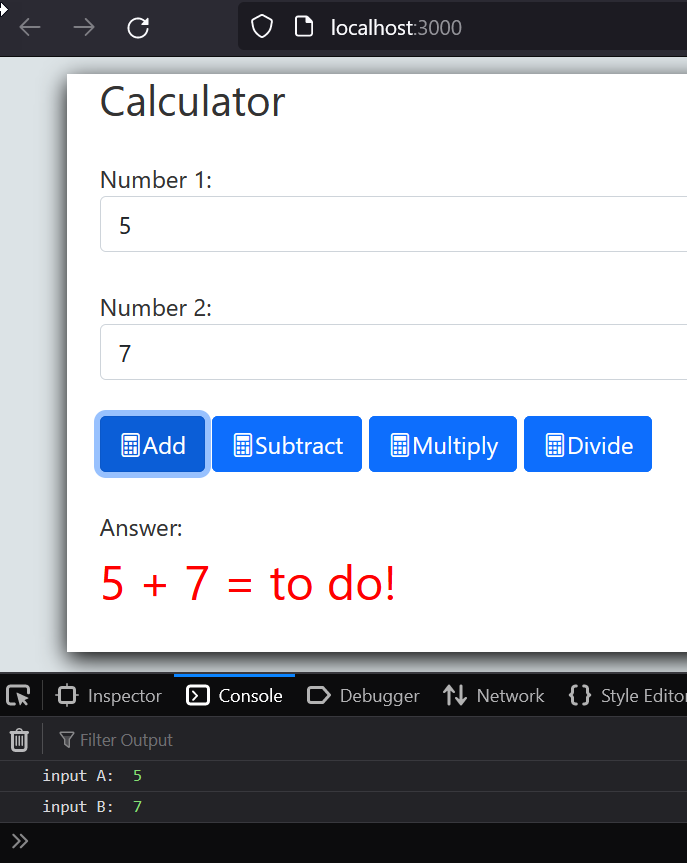 localhost:3000
Calculator
Number 1:
5
Number 2:
7
Add Subtract Multiply Divide
Answer:
5 + 7 = to do!
Inspector Console Debugger Network Style Editor
Filter Output
input A: 5
input B: 7